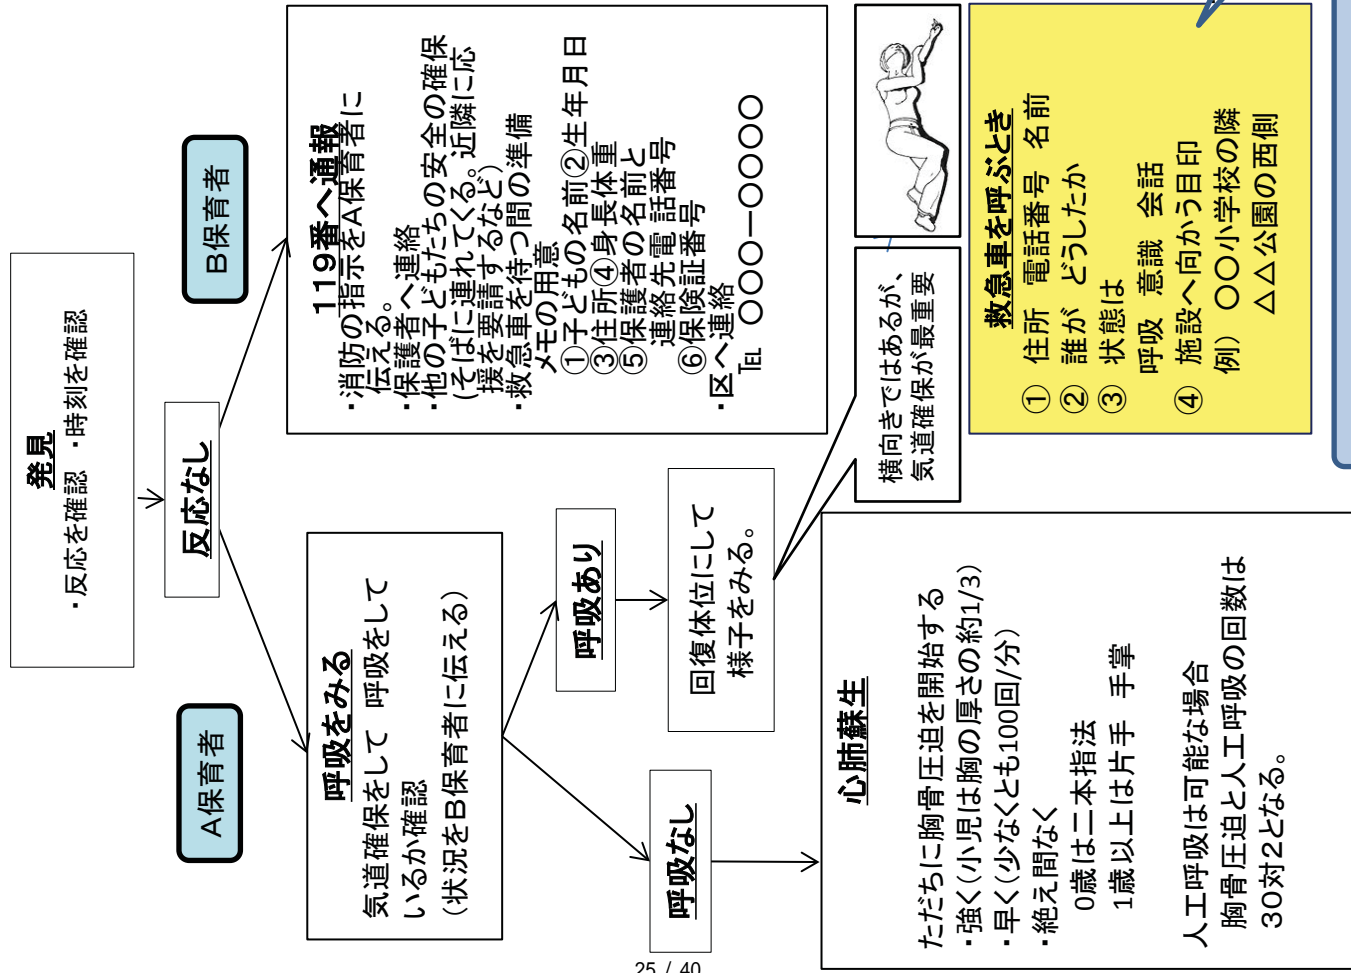 発見
・反応を確認 ・時刻を確認
反応なし
A保育者
B保育者
呼吸をみる
気道確保をして 呼吸をして
いるか確認
(状況をB保育者に伝える)
呼吸あり
回復体位にして
様子をみる。
呼吸なし
心肺蘇生
ただちに胸骨圧迫を開始する
・強く(小児は胸の厚さの約1/3)
・早く(少なくとも100回/分)
・絶え間なく
0歳は二本指法
1歳以上は片手 手掌
人工呼吸は可能な場合
胸骨圧迫と人工呼吸の回数は
30対2となる。
119番へ通報
・消防の指示をA保育者に
伝える。
・保護者へ連絡
・他の子どもたちの安全の確保
(そばに連れてくる。近隣に応
援を要請するなど)
・救急車を待つ間の準備
メモの用意
①子どもの名前②生年月日
③住所④身長体重
⑤保護者の名前と
連絡先電話番号
⑥保険証番号
・区へ連絡
℡ 〇〇〇ー〇〇〇〇
横向きではあるが、
気道確保が最重要
救急車を呼ぶとき
① 住所 電話番号 名前
② 誰が どうしたか
③ 状態は
呼吸 意識 会話
④ 施設へ向かう目印
例) 〇〇小学校の隣
△△公園の西側
25 / 40